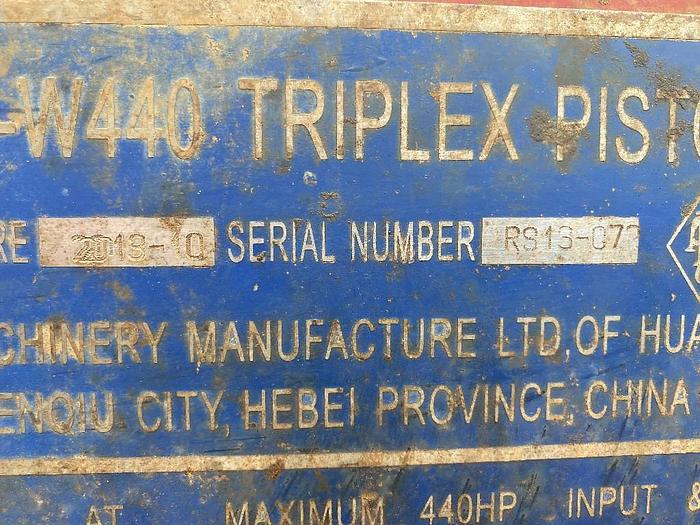 -W440 TRIPLEX PISTO
RE 2013-10 SERIAL NUMBER RS13-07
CHINERY MANUFACTURE LTD,OF HUA
ENQIU CITY, HEBEI PROVINCE, CHINA
AT MAXIMUM 440HP INPUT &